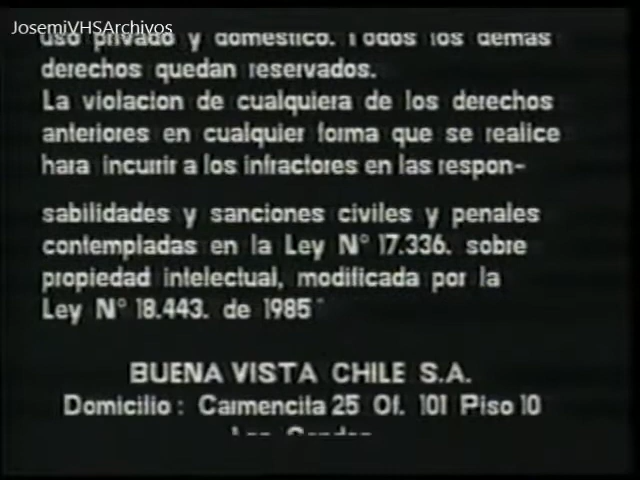 JosemiVHSArchivos
uso privado y domestico. Todos los demas
derechos quedan reservados.
La violacion de cualquiera de los derechos
anteriores en cualquier forma que se realice
hara incurrir a los infractores en las respon-
sabilidades y sanciones civiles y penales
contempladas en la Ley N° 17.336. sobre
propiedad intelectual, modificada por la
Ley N° 18.443. de 1985"
BUENA VISTA CHILE S.A.
Domicilio : Carmencita 25 Of. 101 Piso 10